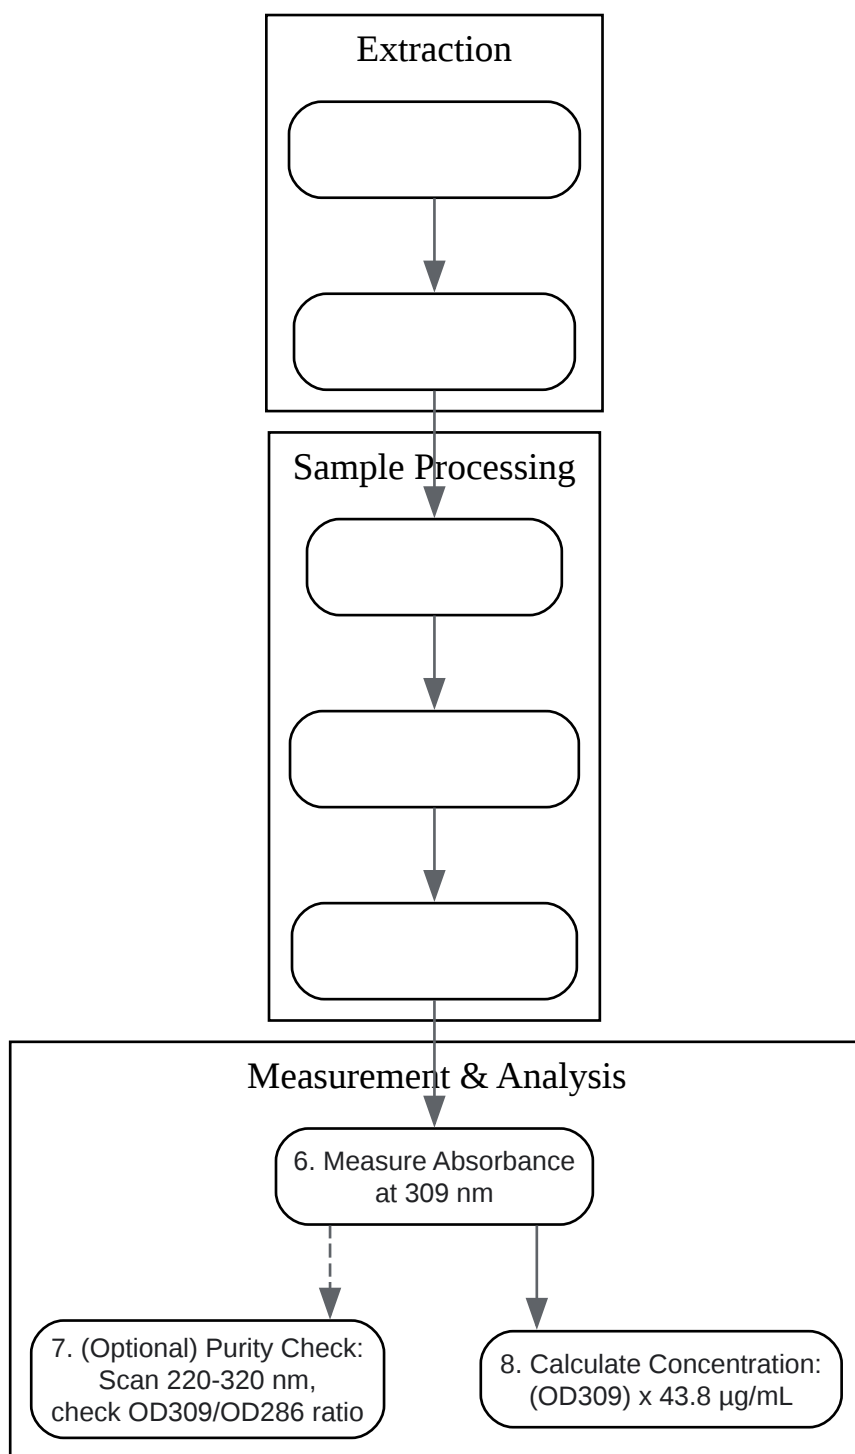 Extraction
Sample Processing
Measurement & Analysis
6. Measure Absorbance
at 309 nm
7. (Optional) Purity Check:
Scan 220-320 nm,
check OD309/OD286 ratio
8. Calculate Concentration:
(OD309) x 43.8 µg/mL